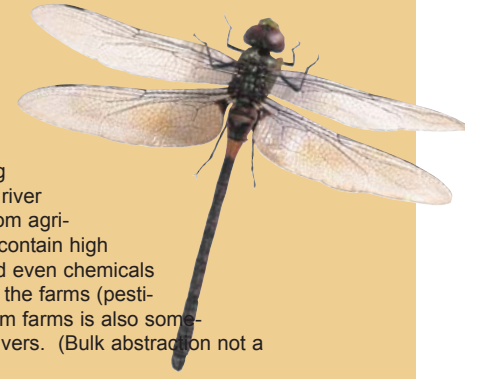 g
river
om agri-
contain high
d even chemicals
the farms (pesti-
m farms is also some-
vers.  (Bulk abstraction not a